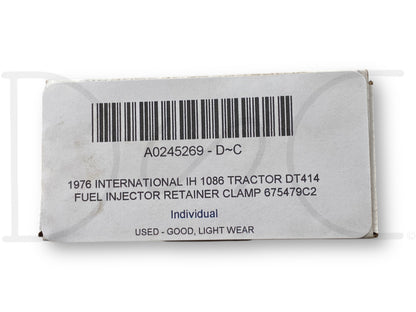 A0245269 - D~C
1976 INTERNATIONAL IH 1086 TRACTOR DT414
FUEL INJECTOR RETAINER CLAMP 675479C2
Individual
USED - GOOD, LIGHT WEAR